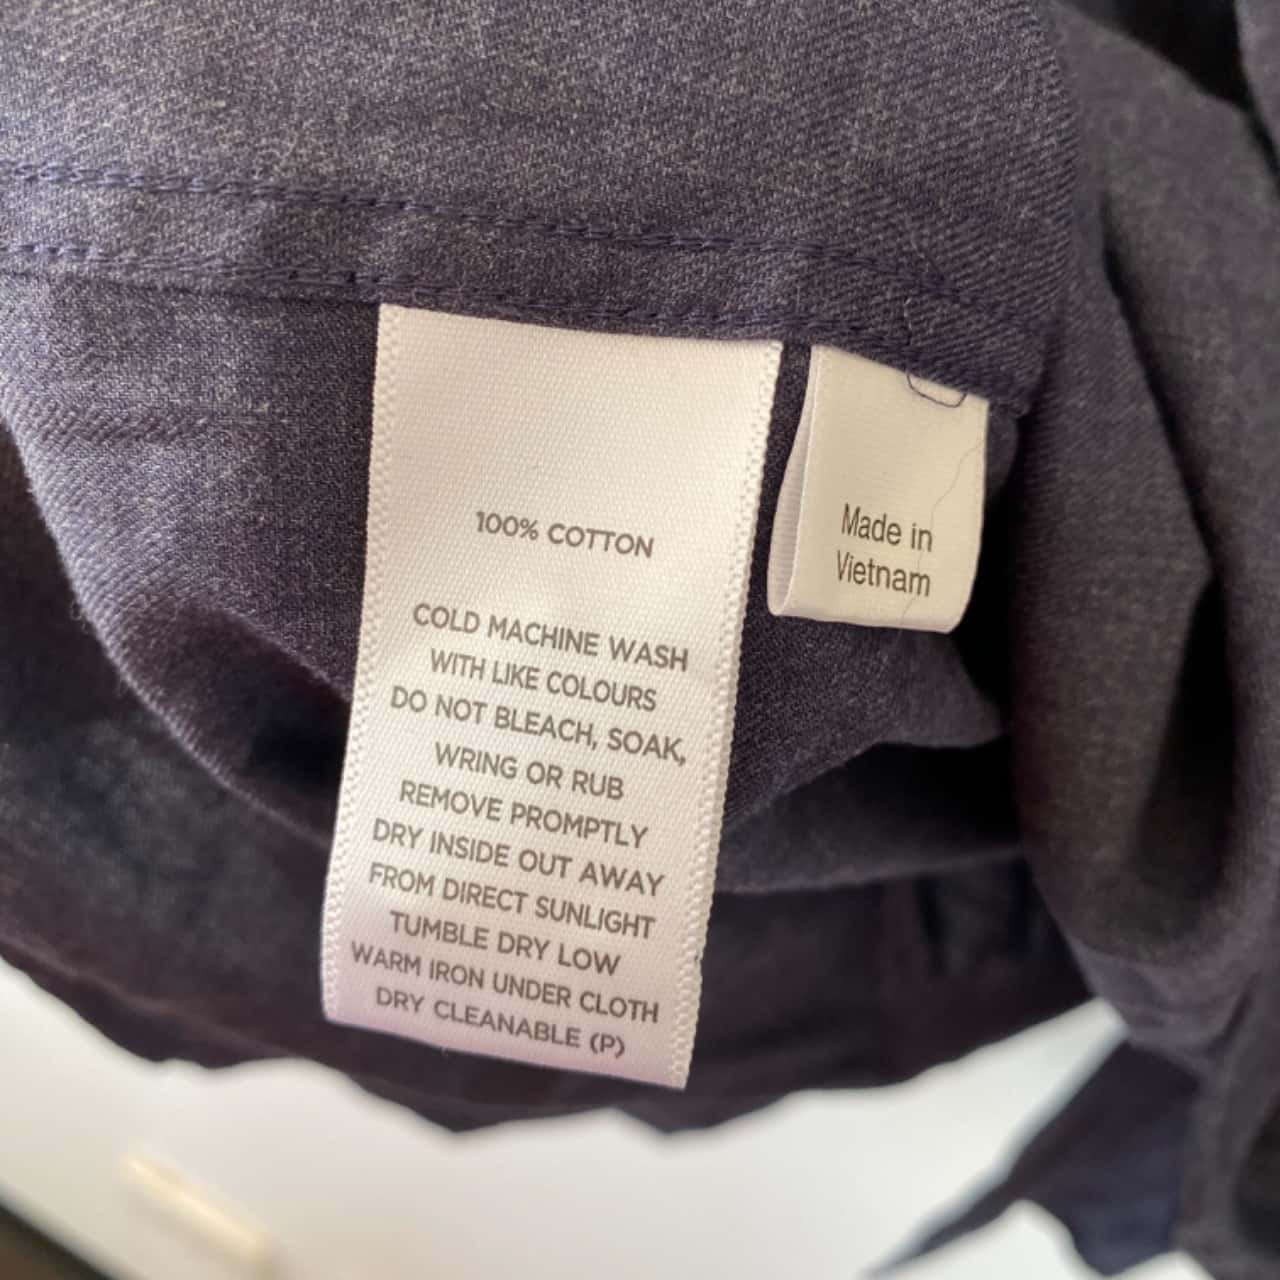 100% COTTON
COLD MACHINE WASH
WITH LIKE COLOURS
DO NOT BLEACH, SOAK,
WRING OR RUB
REMOVE PROMPTLY
DRY INSIDE OUT AWAY
FROM DIRECT SUNLIGHT
TUMBLE DRY LOW
WARM IRON UNDER CLOTH
DRY CLEANABLE (P)
Made in
Vietnam